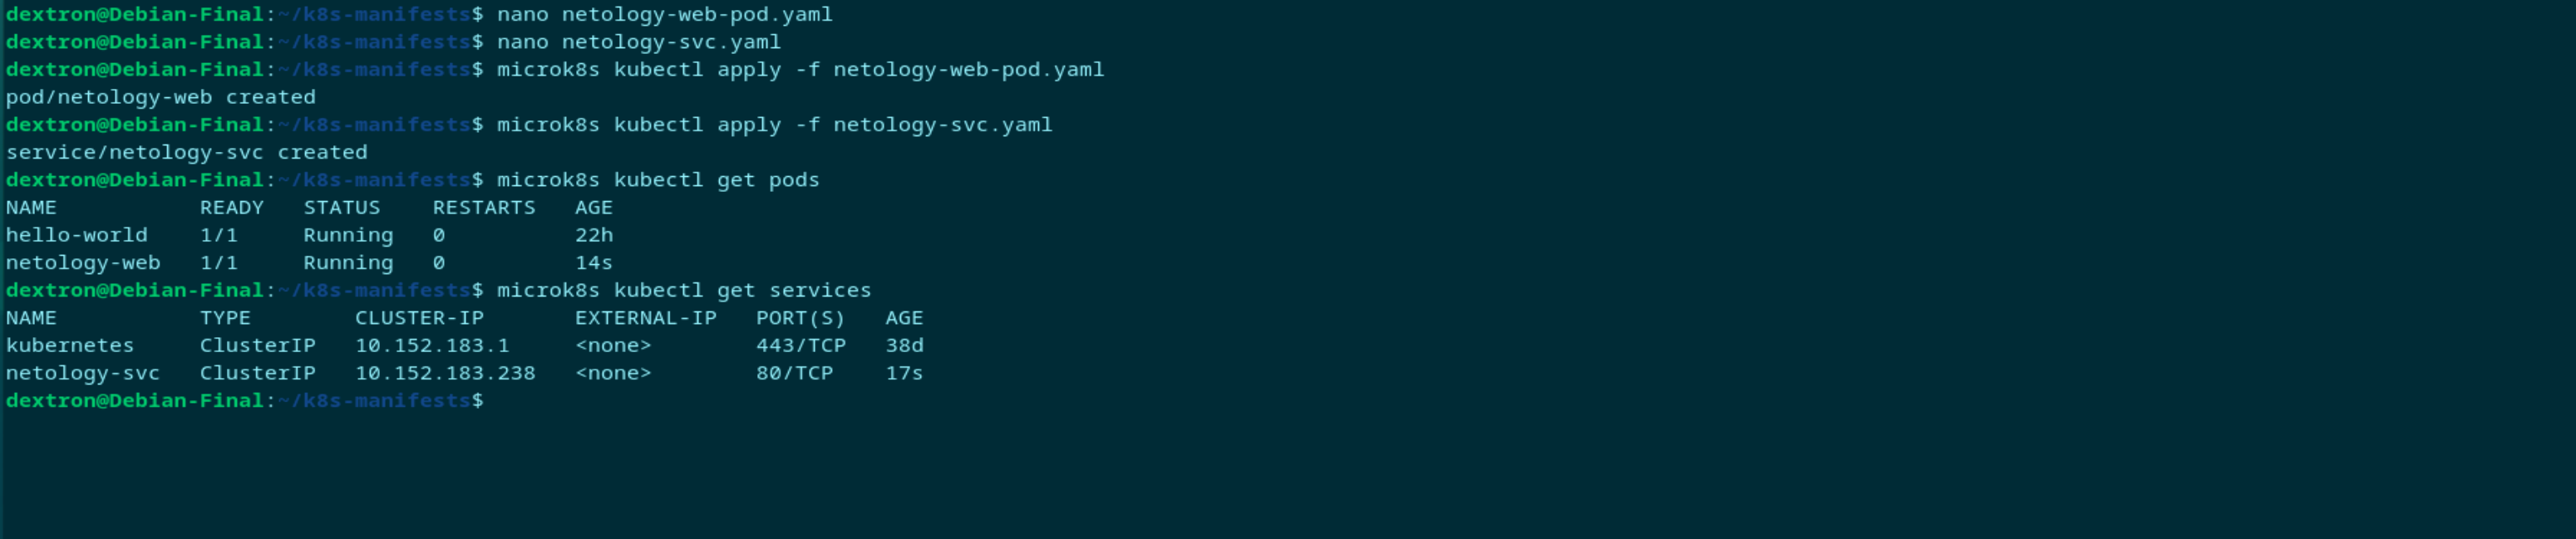 dextron@Debian-Final:~/k8s-manifests$ nano netology-web-pod.yaml
dextron@Debian-Final:~/k8s-manifests$ nano netology-svc.yaml
dextron@Debian-Final:~/k8s-manifests$ microk8s kubectl apply -f netology-web-pod.yaml
pod/netology-web created
dextron@Debian-Final:~/k8s-manifests$ microk8s kubectl apply -f netology-svc.yaml
service/netology-svc created
dextron@Debian-Final:~/k8s-manifests$ microk8s kubectl get pods
NAME           READY   STATUS    RESTARTS   AGE
hello-world    1/1     Running   0          22h
netology-web   1/1     Running   0          14s
dextron@Debian-Final:~/k8s-manifests$ microk8s kubectl get services
NAME           TYPE        CLUSTER-IP       EXTERNAL-IP   PORT(S)   AGE
kubernetes     ClusterIP   10.152.183.1     <none>        443/TCP   38d
netology-svc   ClusterIP   10.152.183.238   <none>        80/TCP    17s
dextron@Debian-Final:~/k8s-manifests$